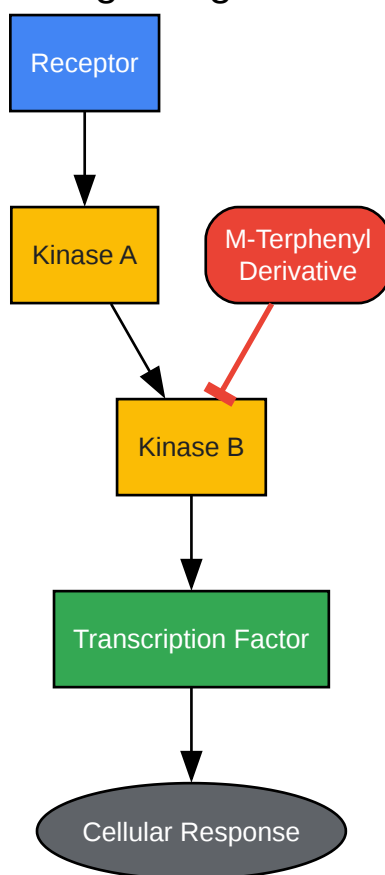 Receptor
Kinase A
M-Terphenyl
Derivative
Kinase B
Transcription Factor
Cellular Response